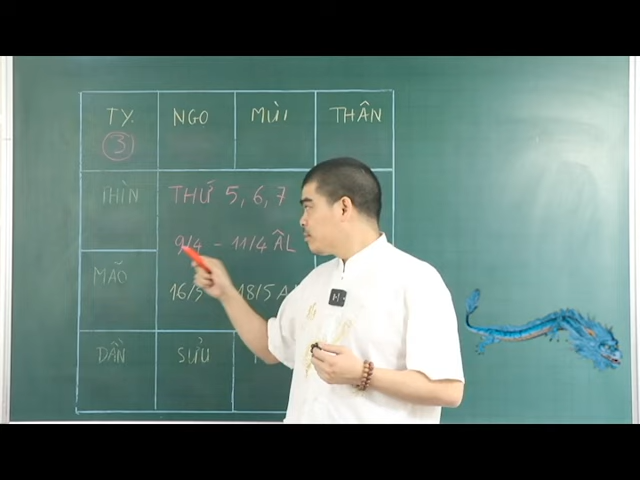 TỴ NGỌ MÙI THÂN
3
THÌN THỨ 5, 6, 7
9/4 - 11/4 ÂL
MÃO
16/5 18/5 A
DẦN SỬU